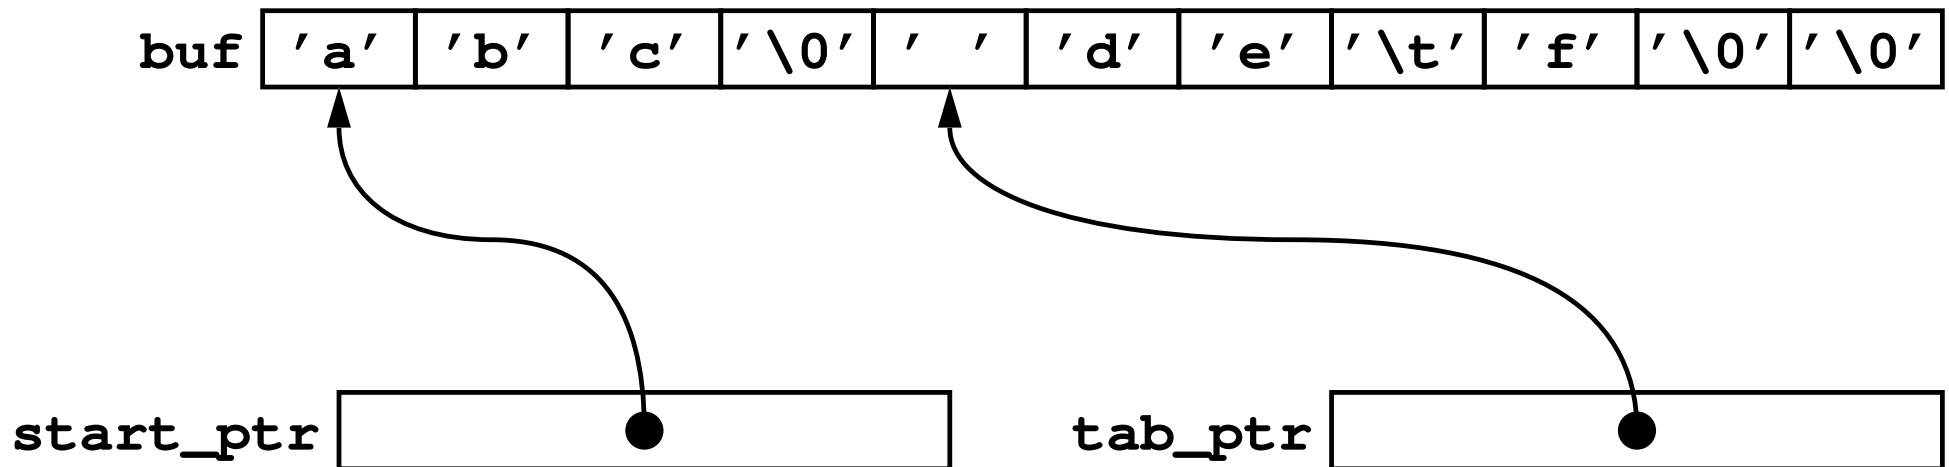 buf 'a' 'b' 'c' '\0' ' ' 'd' 'e' '\t' 'f' '\0' '\0'
start_ptr tab_ptr